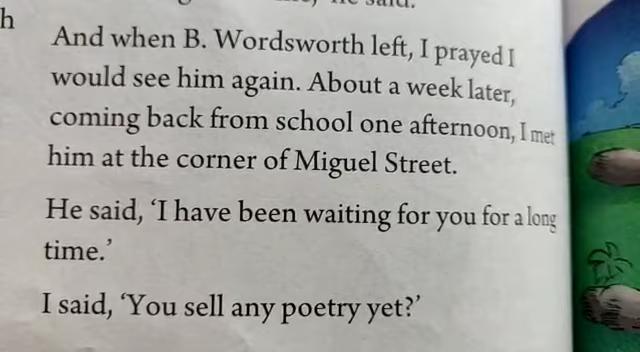 h
And when B. Wordsworth left, I prayed I
would see him again. About a week later,
coming back from school one afternoon, I met
him at the corner of Miguel Street.
He said, ‘I have been waiting for you for a long
time.’
I said, ‘You sell any poetry yet?’